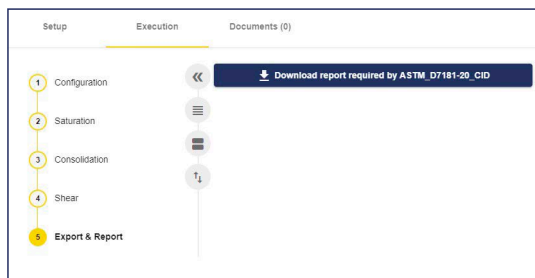 Setup Execution Documents (0)
Download report required by ASTM_D7181-20_CID
1 Configuration
2 Saturation
3 Consolidation
4 Shear
5 Export & Report